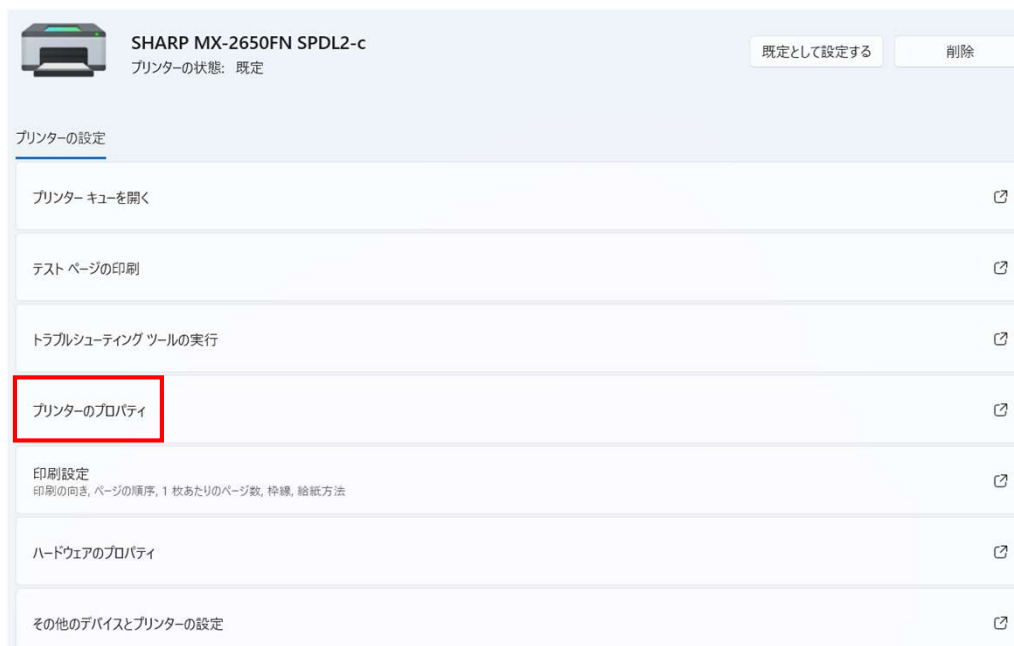 SHARP MX-2650FN SPDL2-c
プリンターの状態: 既定
既定として設定する
削除
プリンターの設定
プリンター キューを開く
テスト ページの印刷
トラブルシューティング ツールの実行
プリンターのプロパティ
印刷設定
印刷の向き, ページの順序, 1 枚あたりのページ数, 枠線, 給紙方法
ハードウェアのプロパティ
その他のデバイスとプリンターの設定